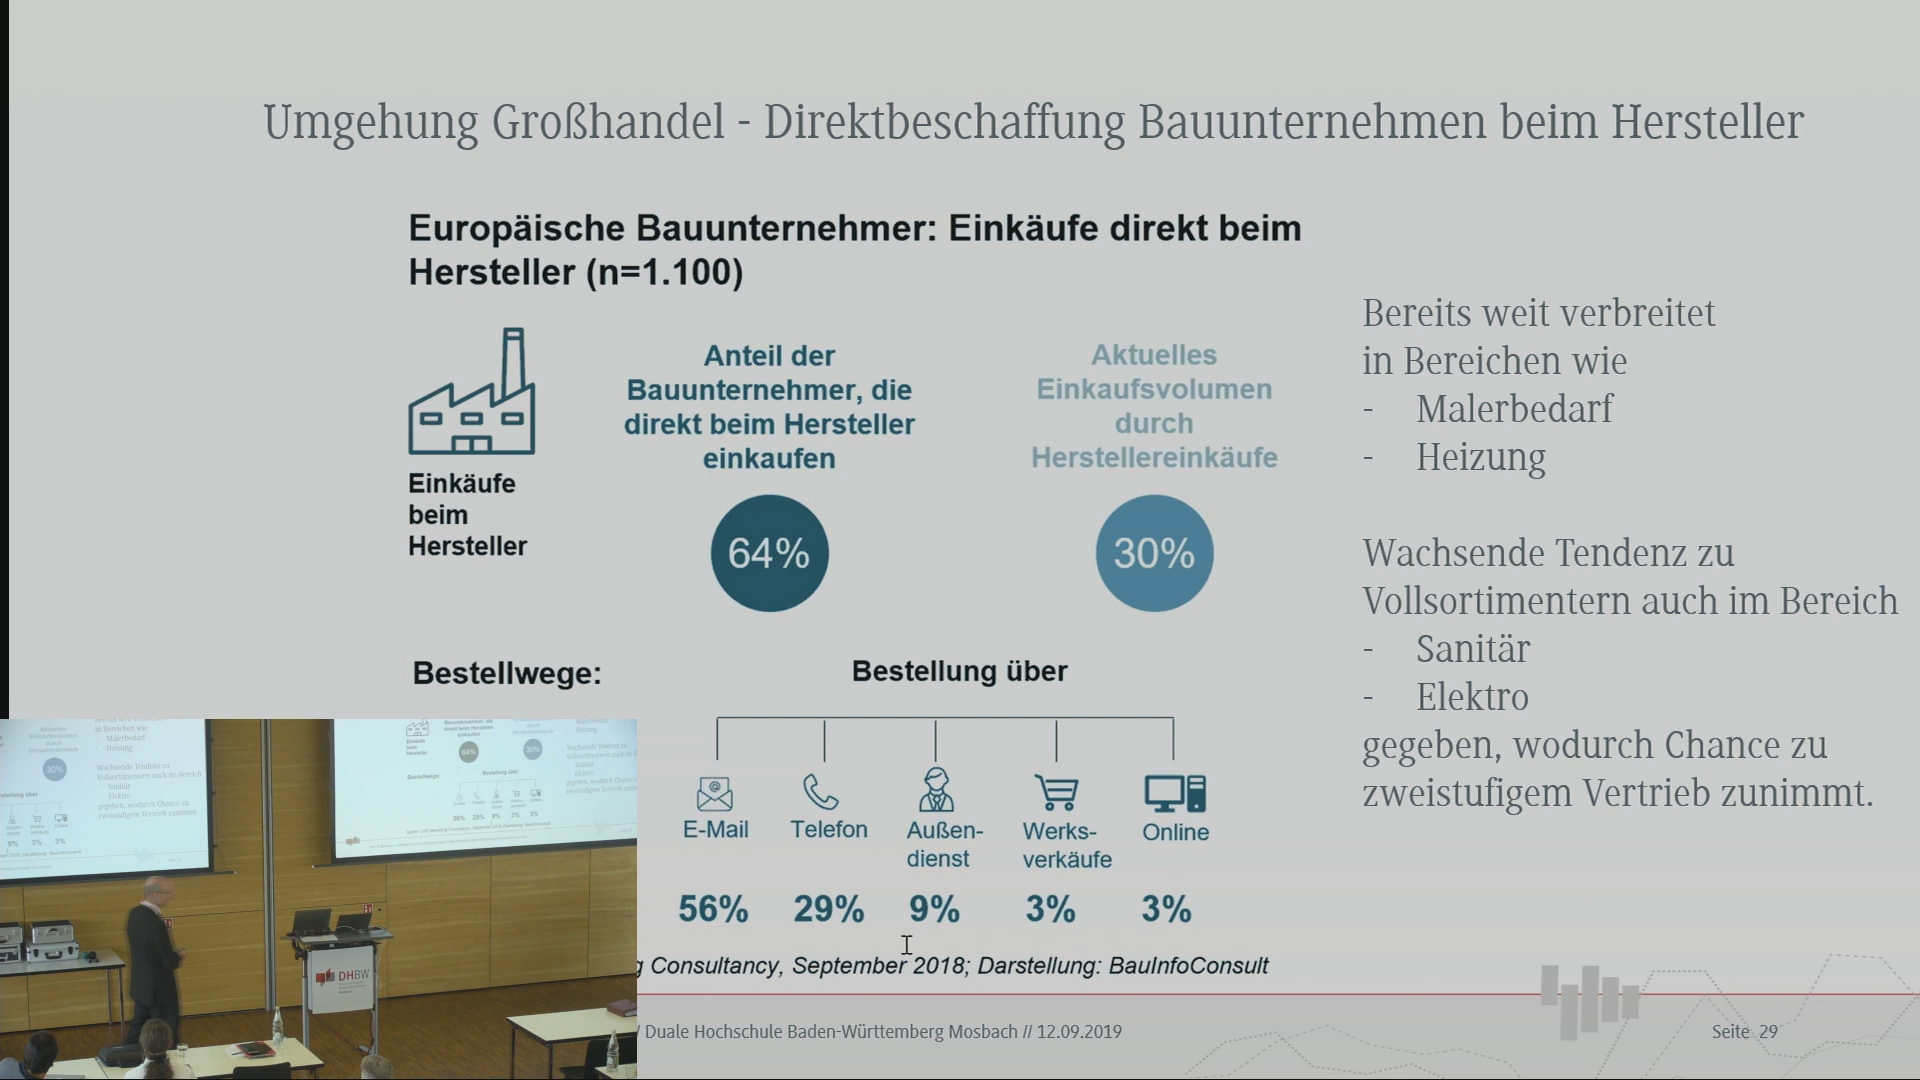 Umgehung Großhandel - Direktbeschaffung Bauunternehmen beim Hersteller
Europäische Bauunternehmer: Einkäufe direkt beim
Hersteller (n=1.100)
Einkäufe
beim
Hersteller
Anteil der
Bauunternehmer, die
direkt beim Hersteller
einkaufen
64%
Aktuelles
Einkaufsvolumen
durch
Herstellereinkäufe
30%
Bereits weit verbreitet
in Bereichen wie
- Malerbedarf
- Heizung
Wachsende Tendenz zu
Vollsortimentern auch im Bereich
- Sanitär
- Elektro
gegeben, wodurch Chance zu
zweistufigem Vertrieb zunimmt.
Bestellwege:
Bestellung über
E-Mail
Telefon
Außen-
dienst
Werks-
verkäufe
Online
56% 29% 9% 3% 3%
Consultancy, September 2018; Darstellung: BauInfoConsult
Duale Hochschule Baden-Württemberg Mosbach // 12.09.2019
Seite 29
DHBW